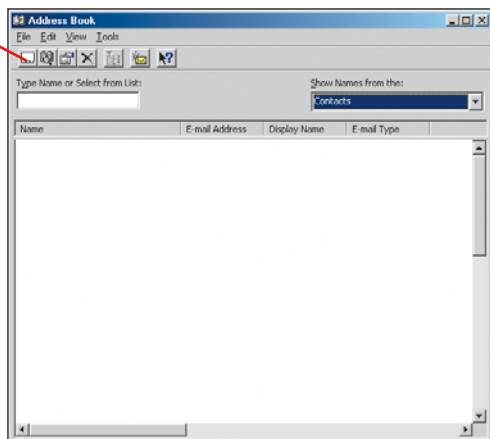 Address Book
File Edit View Tools
Type Name or Select from List:
Show Names from the:
Contacts
Name E-mail Address Display Name E-mail Type